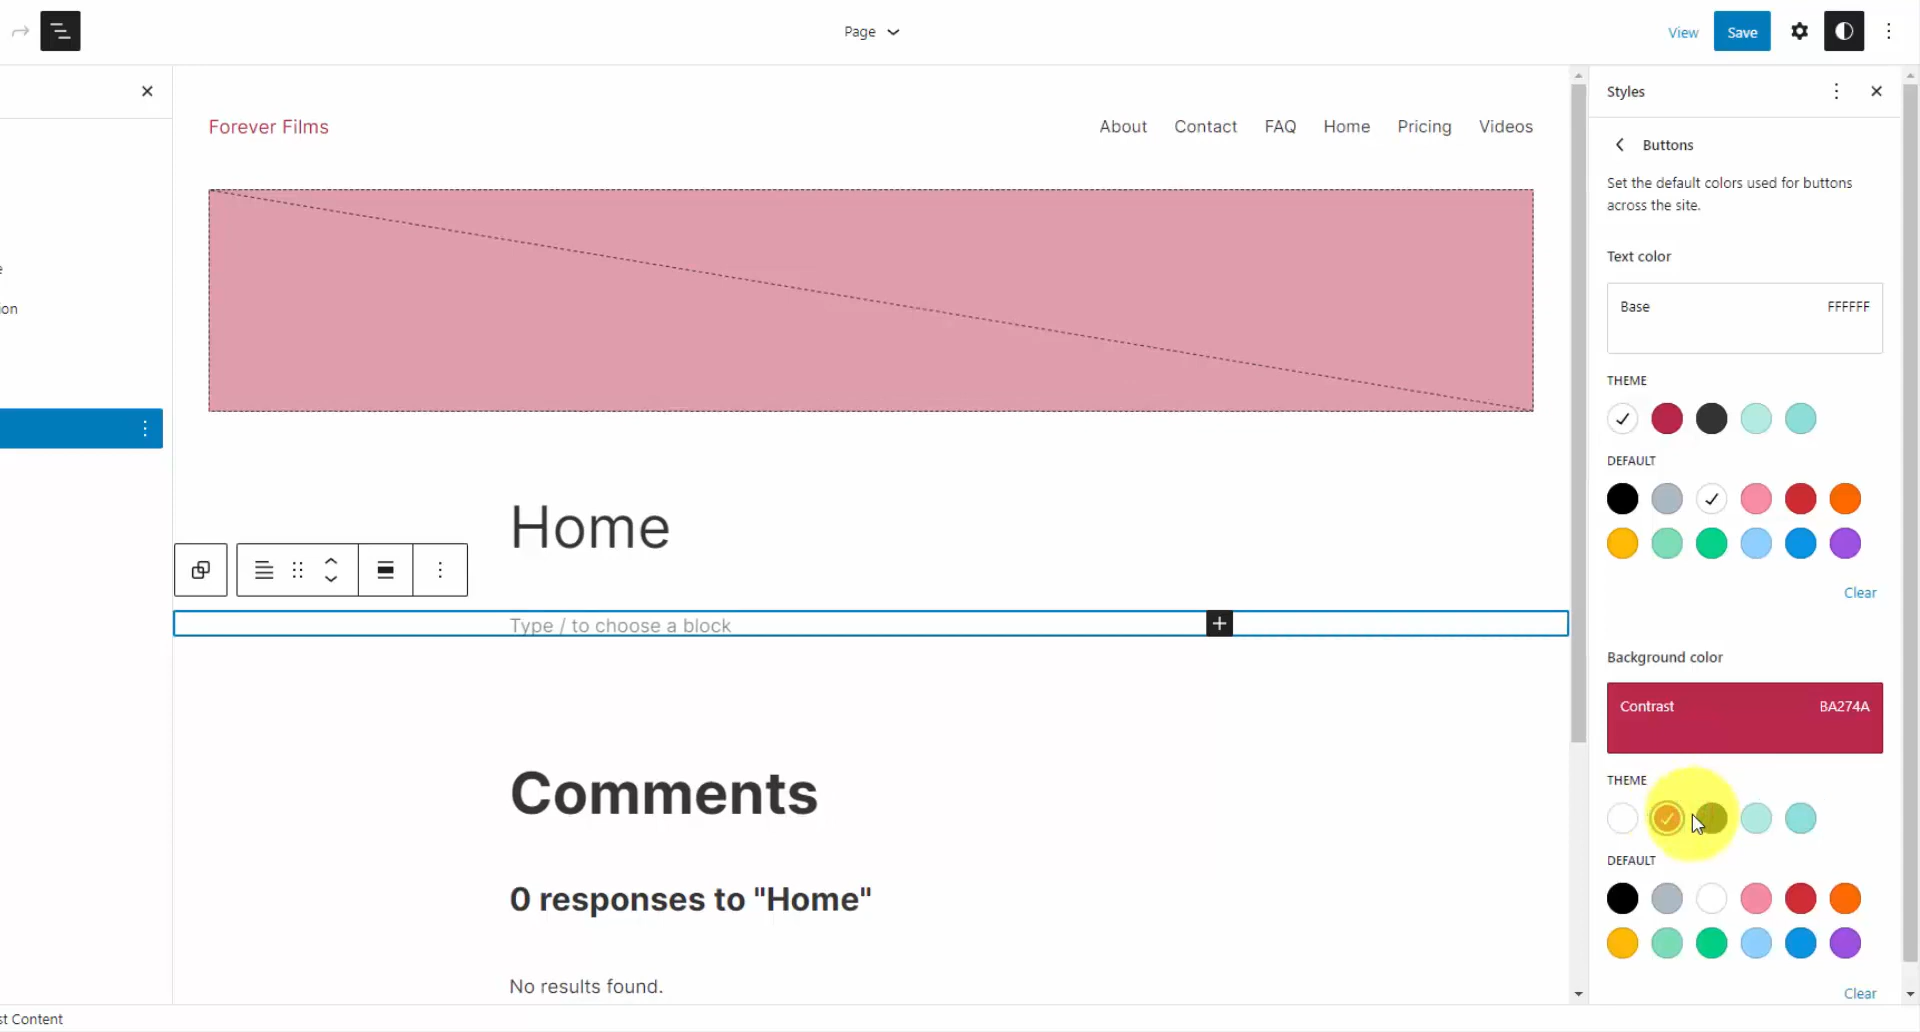 Page
View
Save
Styles
Forever Films
About
Contact
FAQ
Home
Pricing
Videos
Buttons
Set the default colors used for buttons
across the site.
e
ion
Text color
Base
FFFFFF
THEME
DEFAULT
Home
Clear
Type / to choose a block
Background color
Contrast
BA274A
THEME
Comments
DEFAULT
0 responses to "Home"
No results found.
Clear
st Content